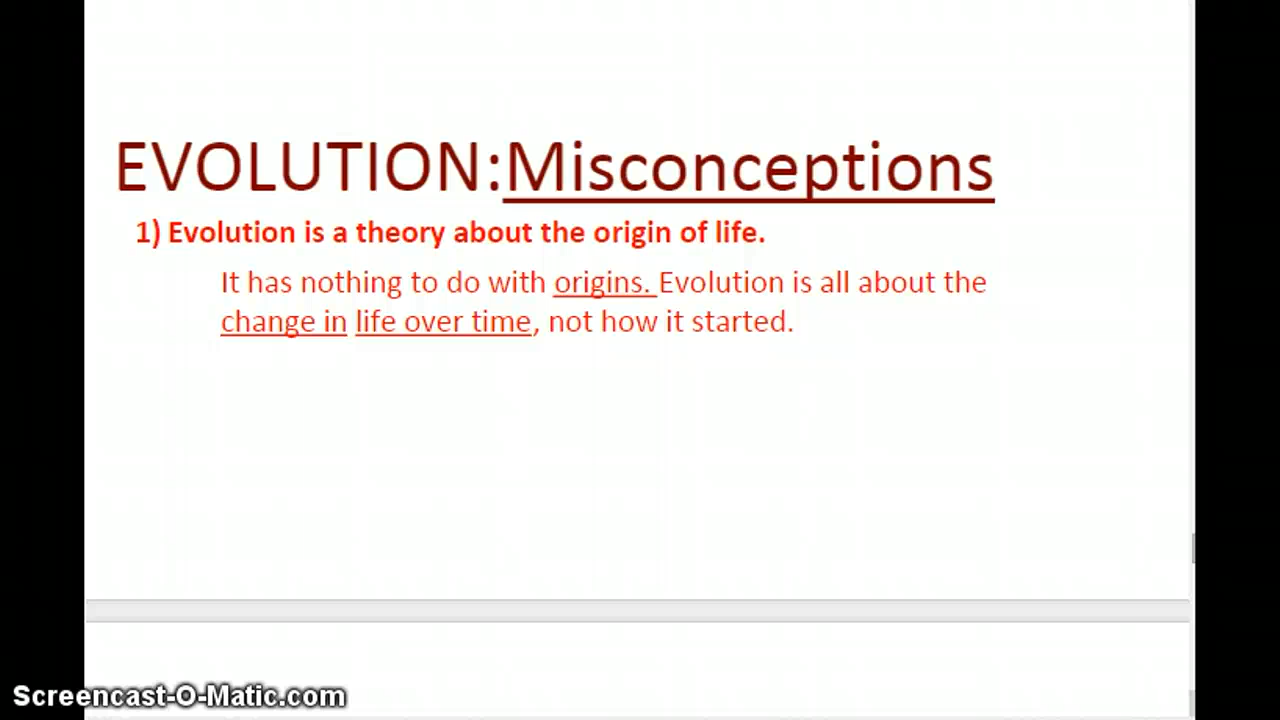 EVOLUTION:Misconceptions
1) Evolution is a theory about the origin of life.
It has nothing to do with origins. Evolution is all about the
change in life over time, not how it started.
Screencast-O-Matic.com